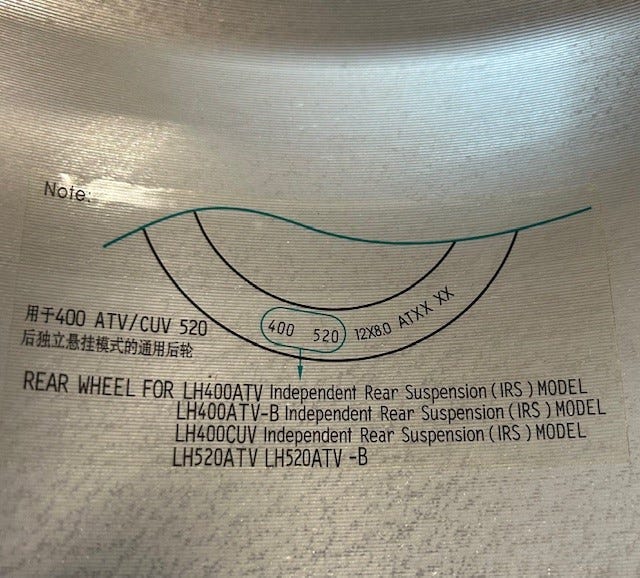 Note:
400 520 12X8.0 ATXX XX
用于400 ATV/CUV 520
后独立悬挂模式的通用后轮
REAR WHEEL FOR LH400ATV Independent Rear Suspension(IRS)MODEL
LH400ATV-B Independent Rear Suspension(IRS)MODEL
LH400CUV Independent Rear Suspension(IRS)MODEL
LH520ATV LH520ATV -B